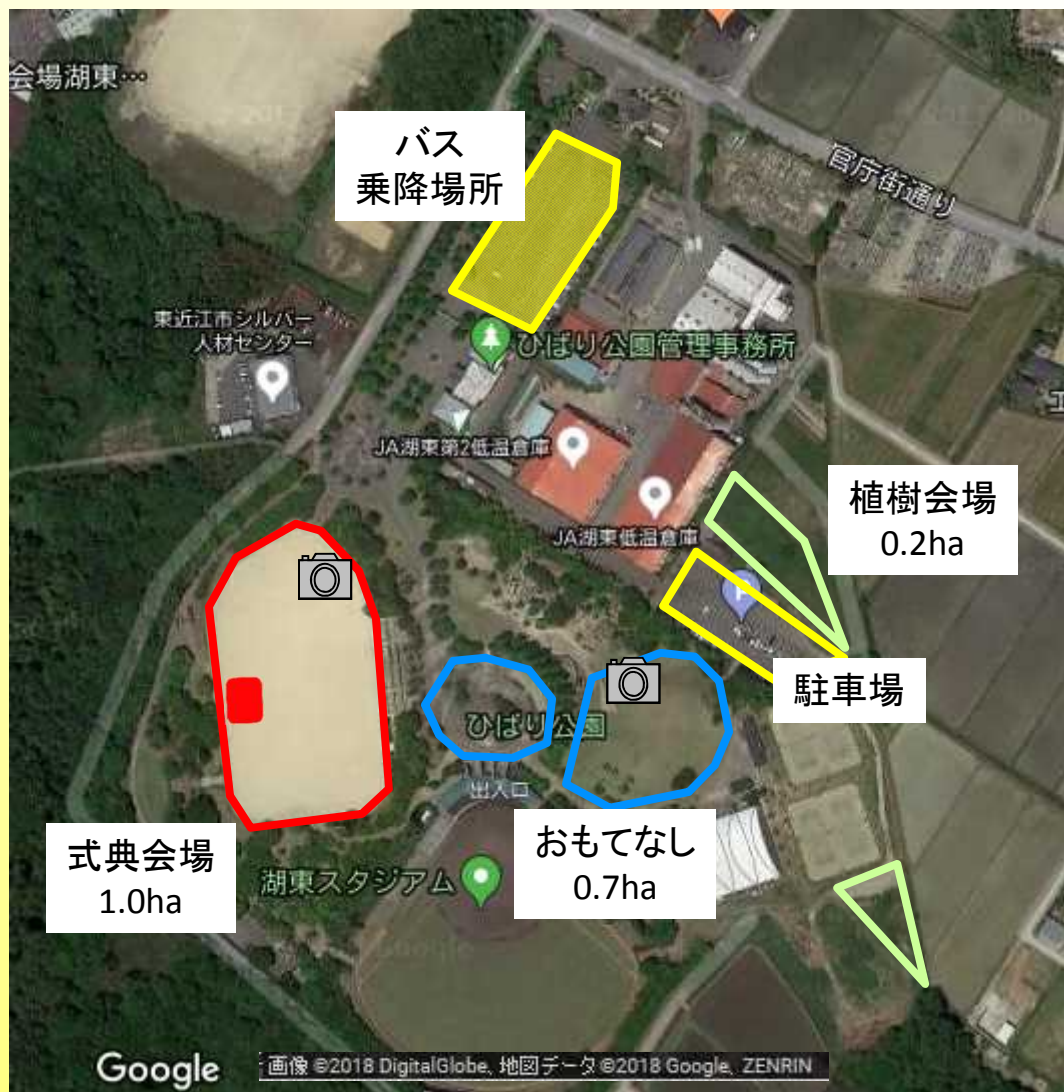 会場湖東…
バス
乗降場所
官庁街通り
東近江市シルバー
人材センター
ひばり公園管理事務所
JA湖東第2低温倉庫
JA湖東低温倉庫
植樹会場
0.2ha
駐車場
ひばり公園
出入口
おもてなし
0.7ha
式典会場
1.0ha
湖東スタジアム
Google
画像 ©2018 DigitalGlobe, 地図データ ©2018 Google, ZENRIN